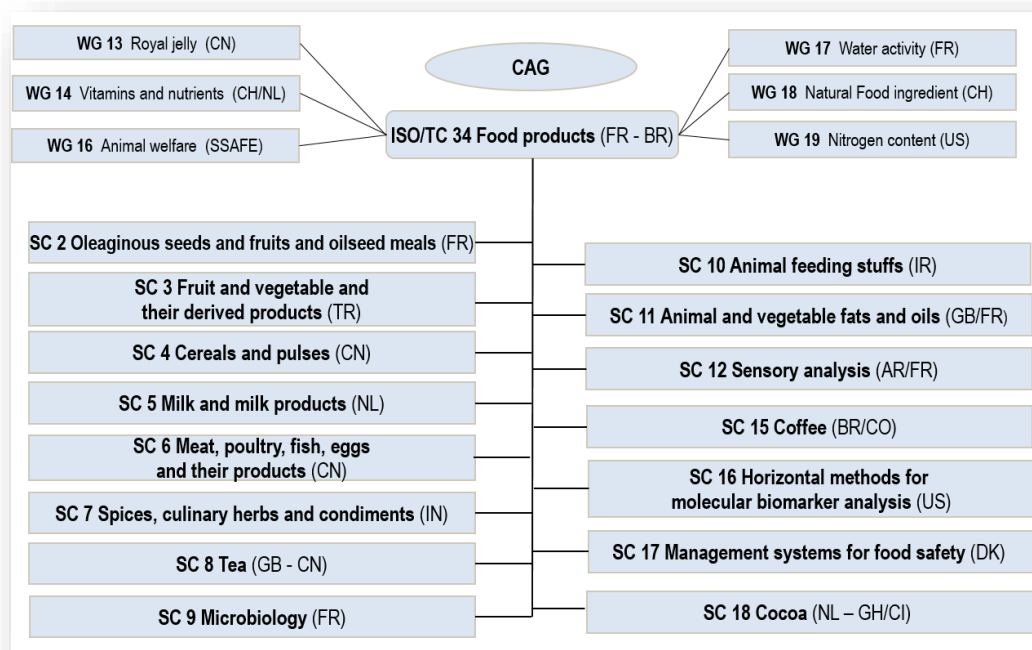 WG 13 Royal jelly (CN)
WG 14 Vitamins and nutrients (CH/NL)
WG 16 Animal welfare (SSAFE)
CAG
ISO/TC 34 Food products (FR - BR)
WG 17 Water activity (FR)
WG 18 Natural Food ingredient (CH)
WG 19 Nitrogen content (US)
SC 2 Oleaginous seeds and fruits and oilseed meals (FR)
SC 3 Fruit and vegetable and
their derived products (TR)
SC 4 Cereals and pulses (CN)
SC 5 Milk and milk products (NL)
SC 6 Meat, poultry, fish, eggs
and their products (CN)
SC 7 Spices, culinary herbs and condiments (IN)
SC 8 Tea (GB - CN)
SC 9 Microbiology (FR)
SC 10 Animal feeding stuffs (IR)
SC 11 Animal and vegetable fats and oils (GB/FR)
SC 12 Sensory analysis (AR/FR)
SC 15 Coffee (BR/CO)
SC 16 Horizontal methods for
molecular biomarker analysis (US)
SC 17 Management systems for food safety (DK)
SC 18 Cocoa (NL – GH/CI)